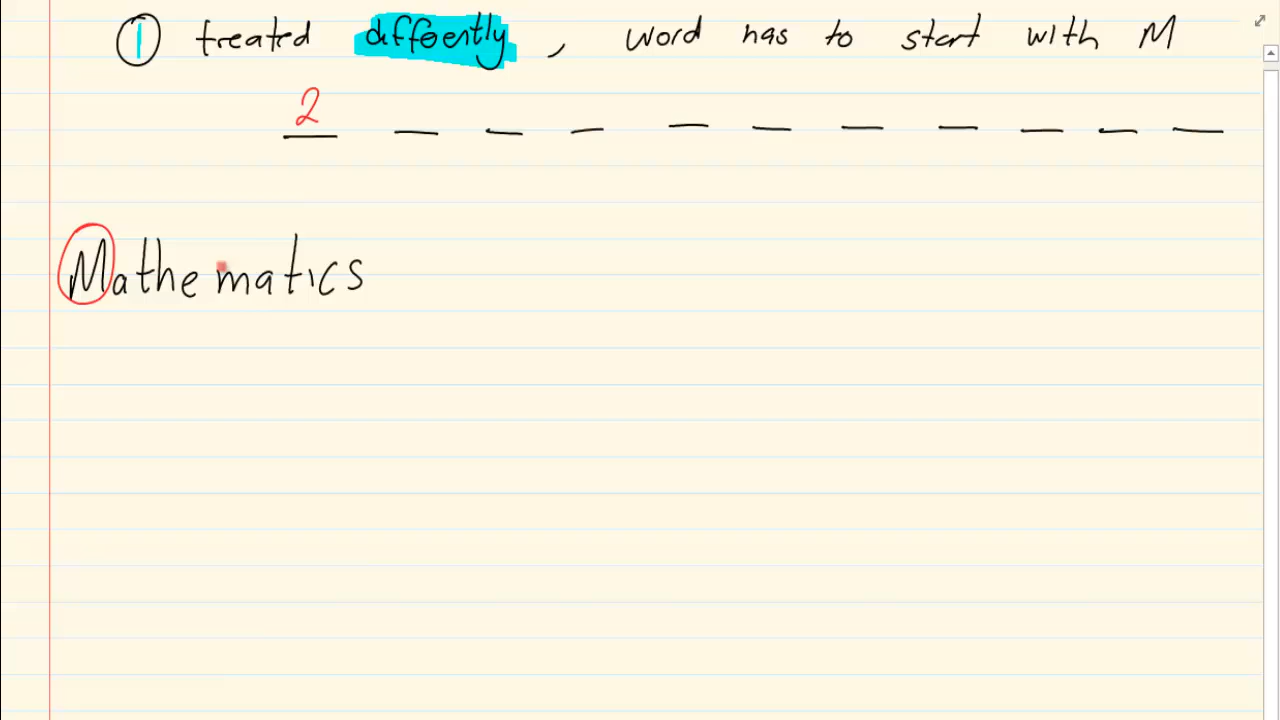 ① treated differently, word has to start with M
2 _ _ _ _ _ _ _ _ _ _
Mathematics